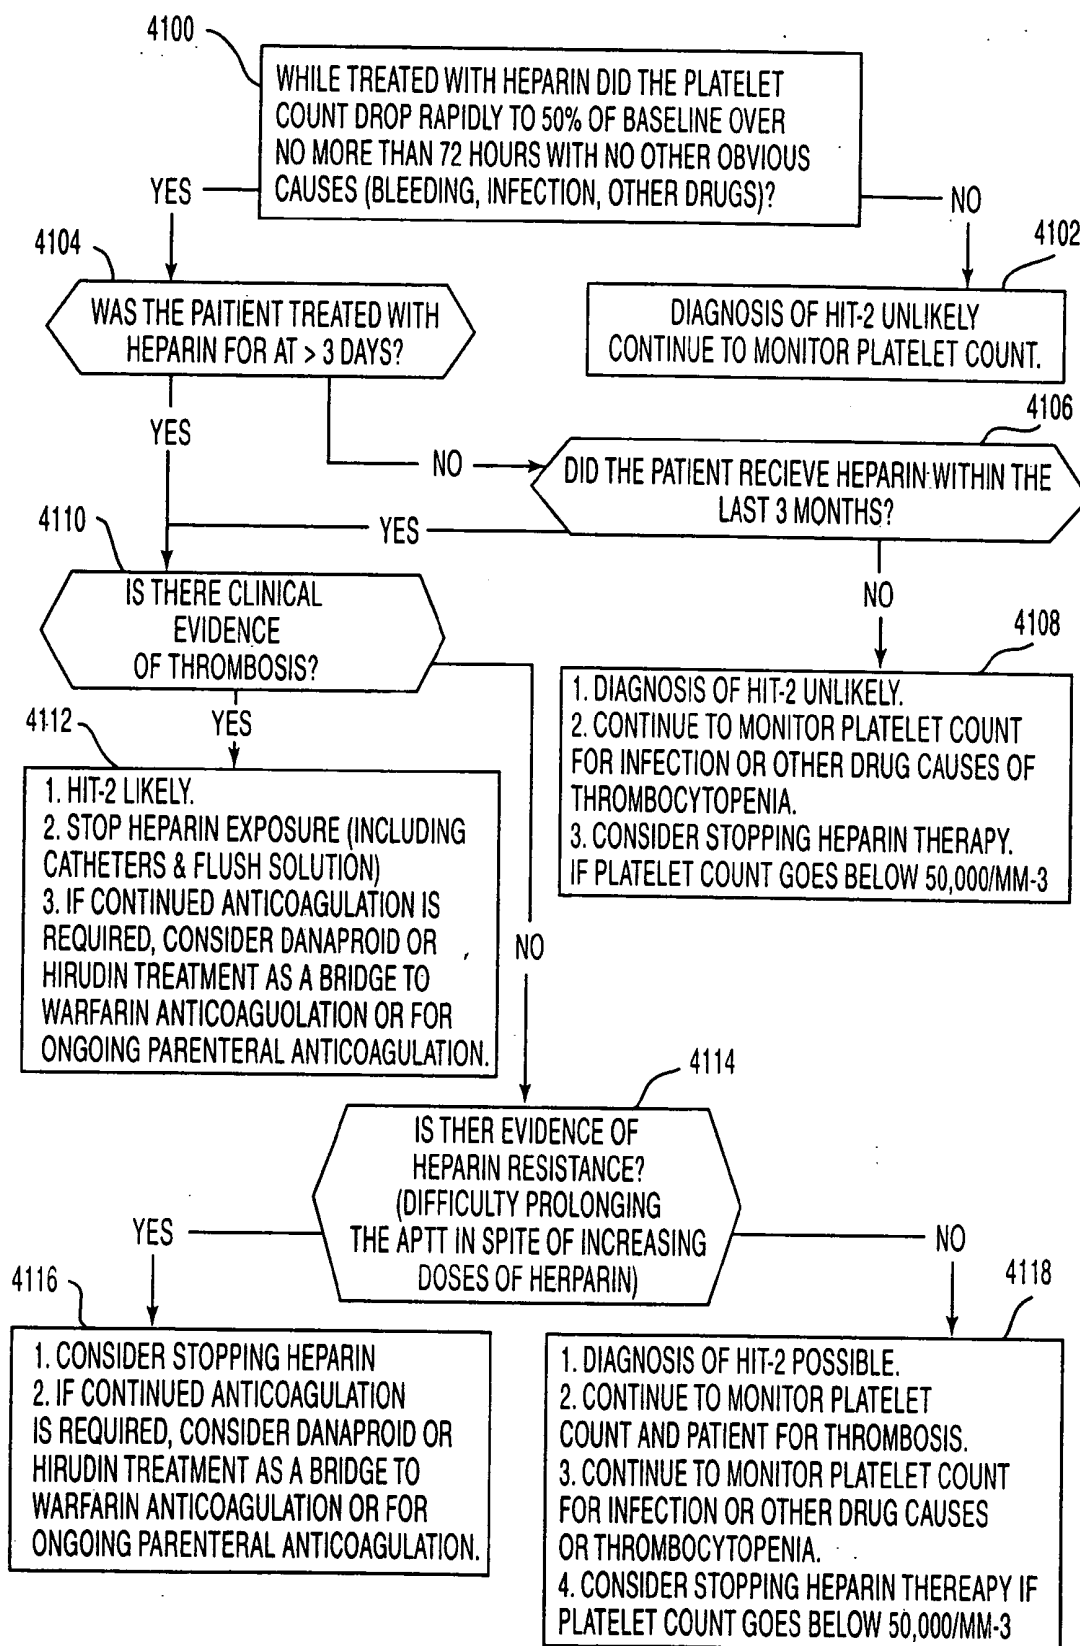 4100
WHILE TREATED WITH HEPARIN DID THE PLATELET
COUNT DROP RAPIDLY TO 50% OF BASELINE OVER
NO MORE THAN 72 HOURS WITH NO OTHER OBVIOUS
CAUSES (BLEEDING, INFECTION, OTHER DRUGS)?
YES
NO
4104
WAS THE PAITIENT TREATED WITH
HEPARIN FOR AT > 3 DAYS?
4102
DIAGNOSIS OF HIT-2 UNLIKELY
CONTINUE TO MONITOR PLATELET COUNT.
YES
NO
4106
DID THE PATIENT RECIEVE HEPARIN WITHIN THE
LAST 3 MONTHS?
YES
NO
4110
IS THERE CLINICAL
EVIDENCE
OF THROMBOSIS?
4108
1. DIAGNOSIS OF HIT-2 UNLIKELY.
2. CONTINUE TO MONITOR PLATELET COUNT
FOR INFECTION OR OTHER DRUG CAUSES OF
THROMBOCYTOPENIA.
3. CONSIDER STOPPING HEPARIN THERAPY.
IF PLATELET COUNT GOES BELOW 50,000/MM-3
YES
4112
1. HIT-2 LIKELY.
2. STOP HEPARIN EXPOSURE (INCLUDING
CATHETERS & FLUSH SOLUTION)
3. IF CONTINUED ANTICOAGULATION IS
REQUIRED, CONSIDER DANAPROID OR
HIRUDIN TREATMENT AS A BRIDGE TO
WARFARIN ANTICOAGUOLATION OR FOR
ONGOING PARENTERAL ANTICOAGULATION.
NO
4114
IS THER EVIDENCE OF
HEPARIN RESISTANCE?
(DIFFICULTY PROLONGING
THE APTT IN SPITE OF INCREASING
DOSES OF HERPARIN)
YES
NO
4116
1. CONSIDER STOPPING HEPARIN
2. IF CONTINUED ANTICOAGULATION
IS REQUIRED, CONSIDER DANAPROID OR
HIRUDIN TREATMENT AS A BRIDGE TO
WARFARIN ANTICOAGULATION OR FOR
ONGOING PARENTERAL ANTICOAGULATION.
4118
1. DIAGNOSIS OF HIT-2 POSSIBLE.
2. CONTINUE TO MONITOR PLATELET
COUNT AND PATIENT FOR THROMBOSIS.
3. CONTINUE TO MONITOR PLATELET COUNT
FOR INFECTION OR OTHER DRUG CAUSES
OR THROMBOCYTOPENIA.
4. CONSIDER STOPPING HEPARIN THEREAPY IF
PLATELET COUNT GOES BELOW 50,000/MM-3